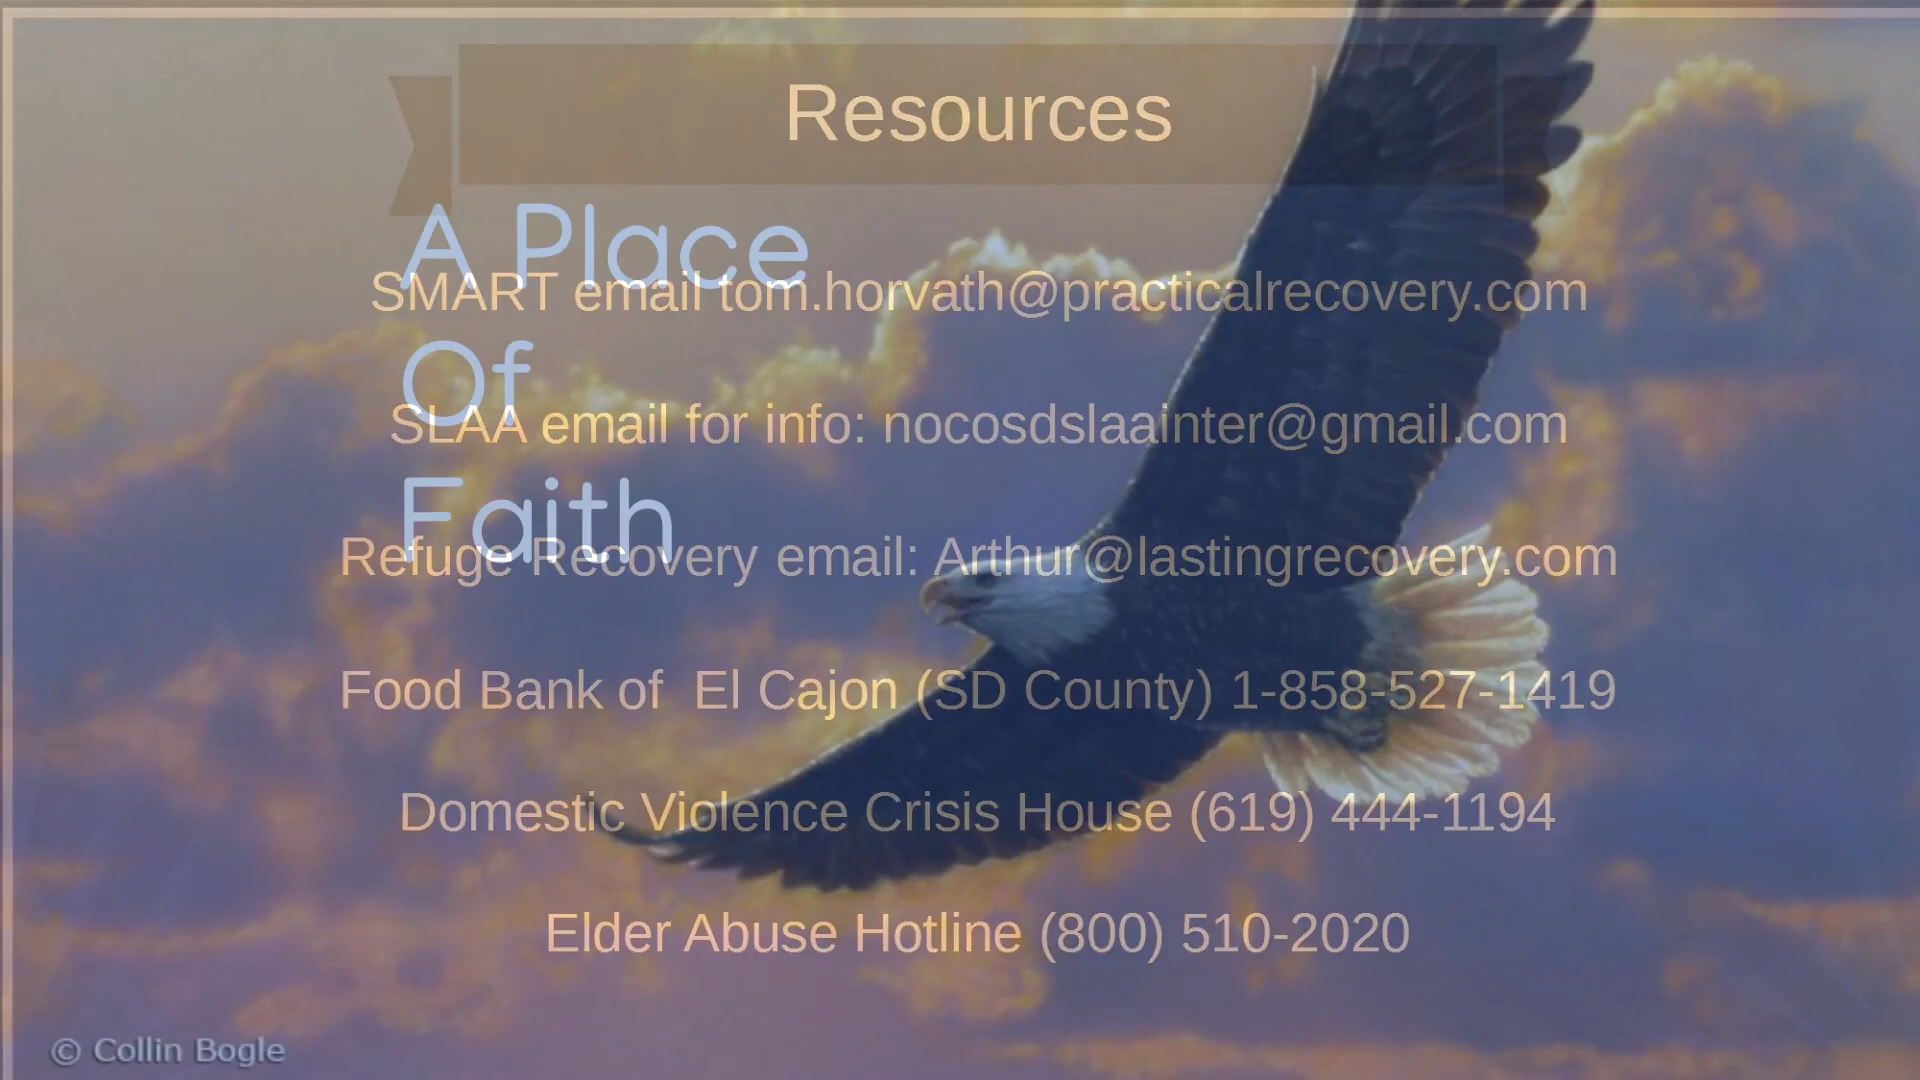 Resources
A Place
SMART email tom.horvath@practicalrecovery.com
Of
SLAA email for info: nocosdslaainter@gmail.com
Faith
Refuge Recovery email: Arthur@lastingrecovery.com
Food Bank of  El Cajon (SD County) 1-858-527-1419
Domestic Violence Crisis House (619) 444-1194
Elder Abuse Hotline (800) 510-2020
© Collin Bogle